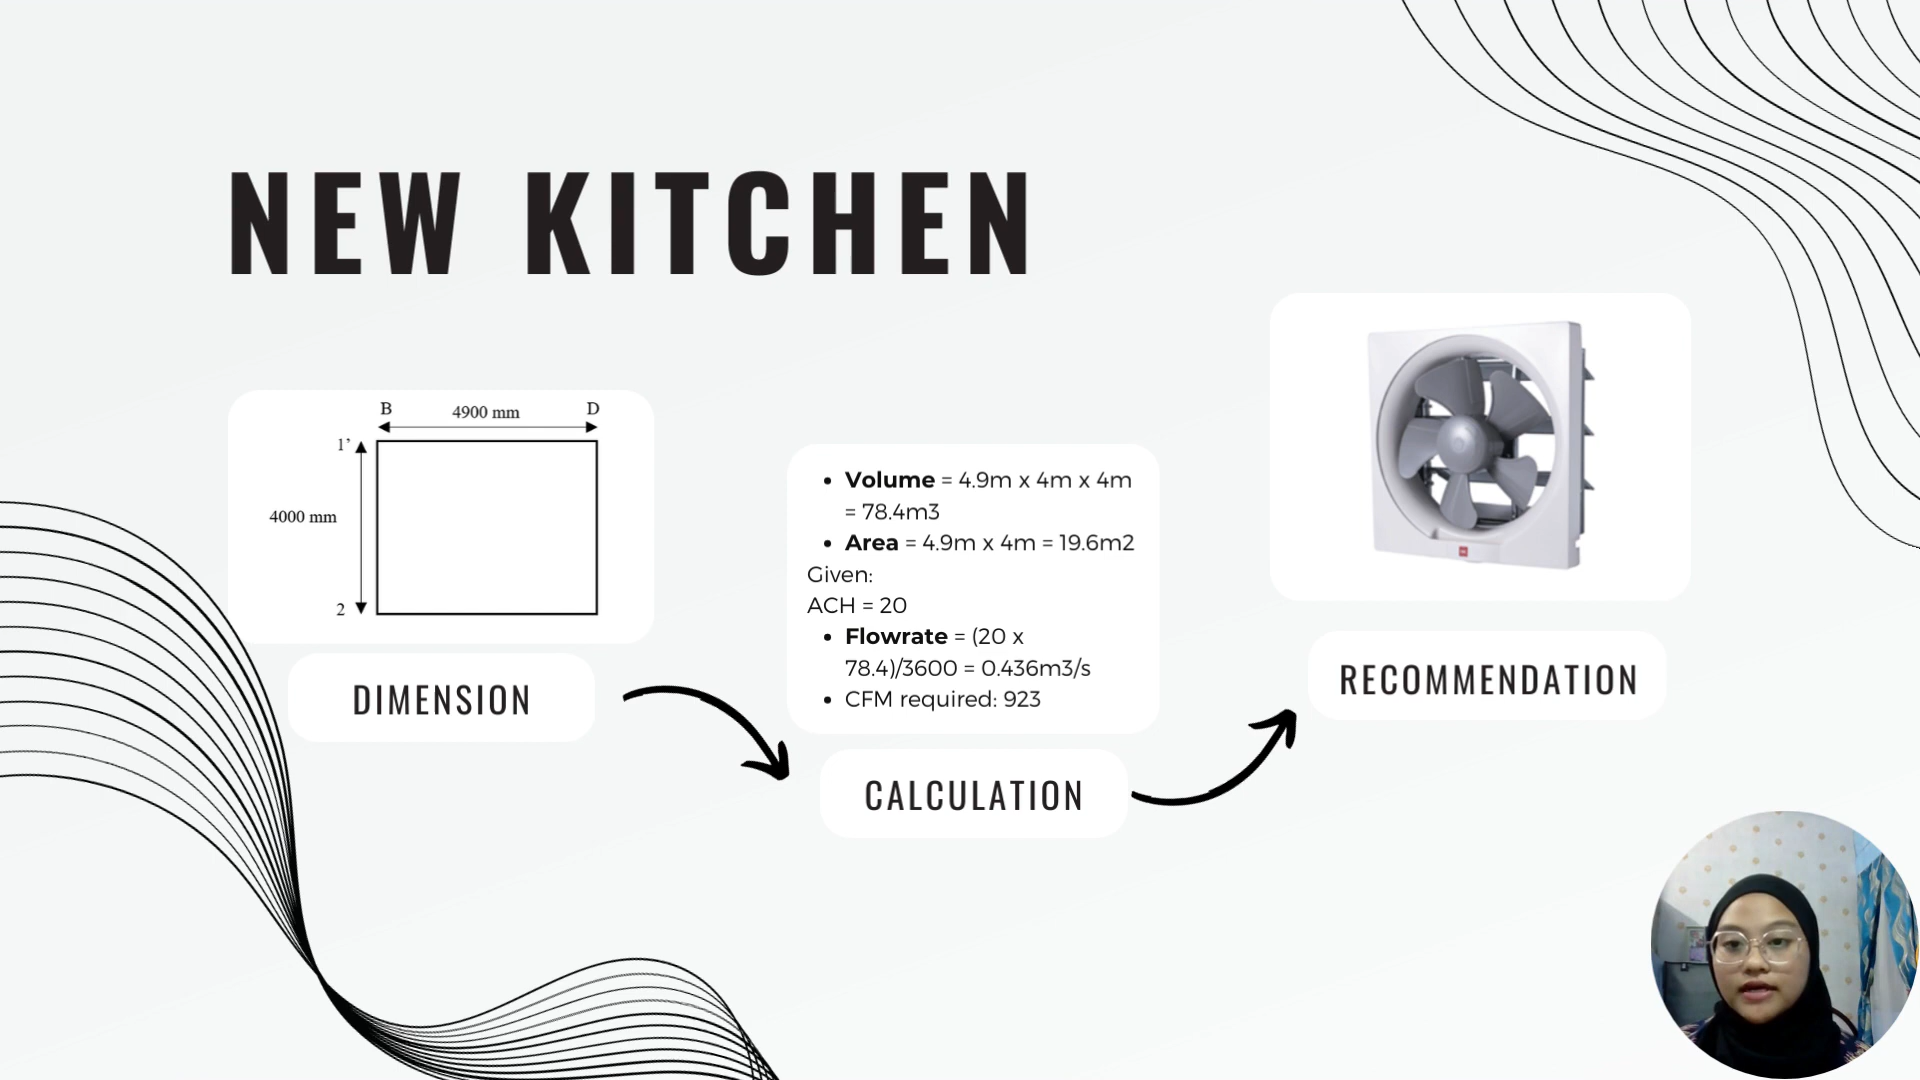 NEW KITCHEN
B 4900 mm D
1’
4000 mm
2
DIMENSION
Volume = 4.9m x 4m x 4m
= 78.4m3
Area = 4.9m x 4m = 19.6m2
Given:
ACH = 20
Flowrate = (20 x
78.4)/3600 = 0.436m3/s
CFM required: 923
CALCULATION
RECOMMENDATION